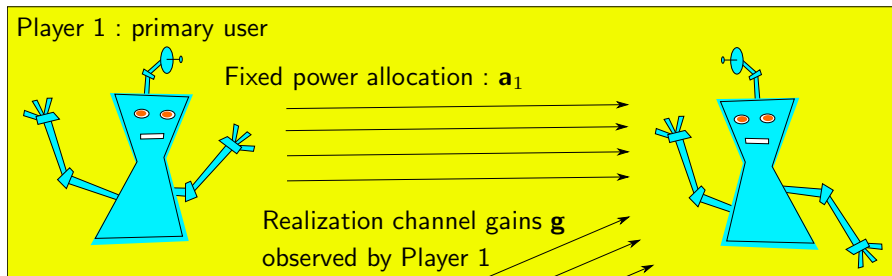 Player 1 : primary user
Fixed power allocation : a₁
Realization channel gains g
observed by Player 1